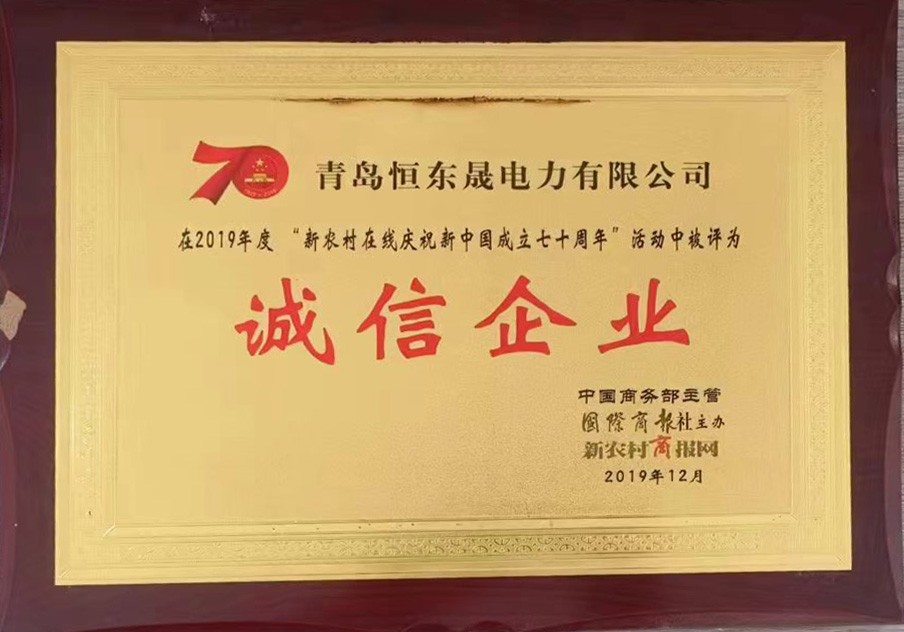 70 青岛恒东晟电力有限公司
在2019年度 “新农村在线庆祝新中国成立七十周年”活动中被评为
诚信企业
中国商务部主管
國際商報社主办
新农村商报网
2019年12月